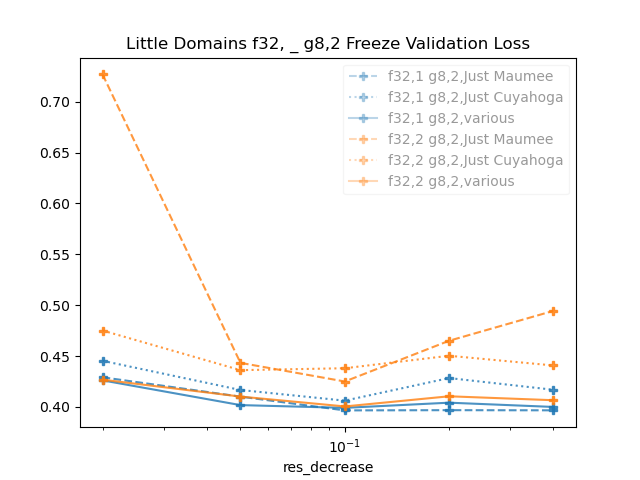 Little Domains f32, _ g8,2 Freeze Validation Loss
f32,1 g8,2,Just Maumee
f32,1 g8,2,Just Cuyahoga
f32,1 g8,2,various
f32,2 g8,2,Just Maumee
f32,2 g8,2,Just Cuyahoga
f32,2 g8,2,various
0.70
0.65
0.60
0.55
0.50
0.45
0.40
10⁻¹
res_decrease